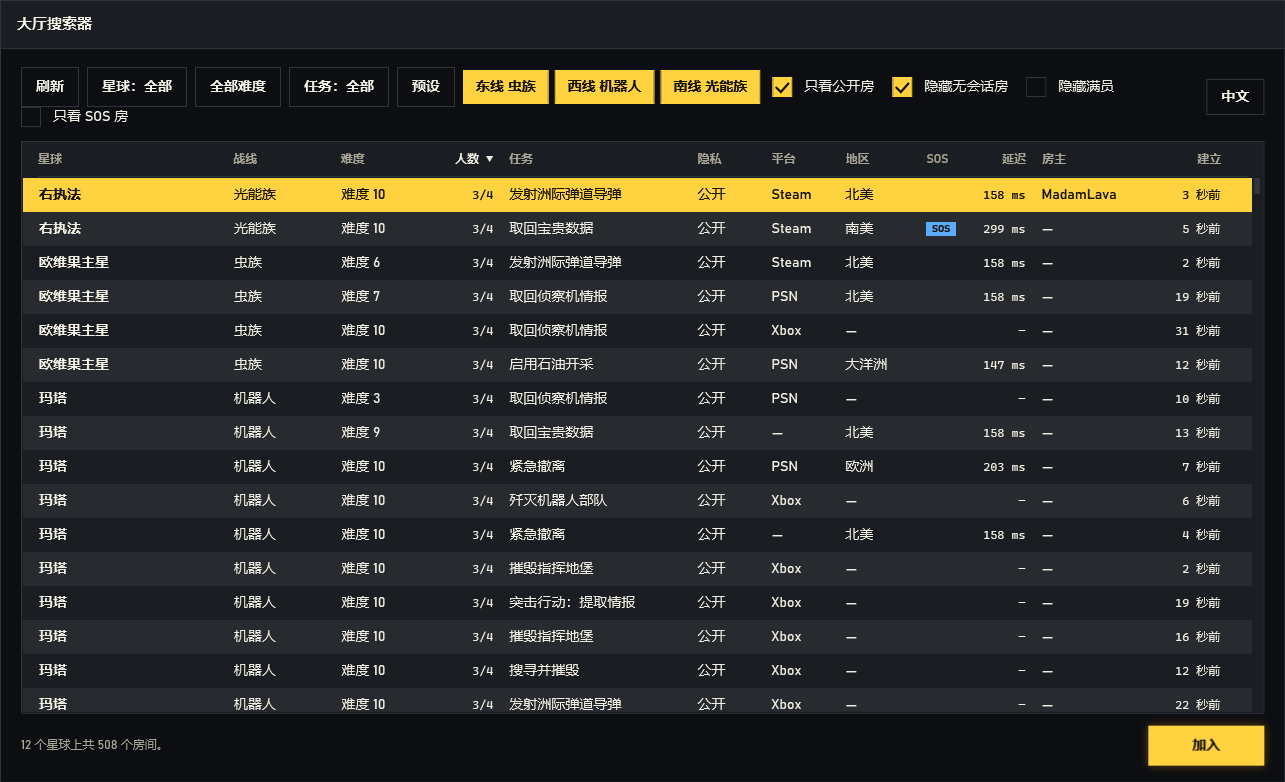 大厅搜索器
刷新 星球：全部 全部难度 任务：全部 预设 东线 虫族 西线 机器人 南线 光能族 只看公开房 隐藏无会话房 隐藏满员 中文
只看 SOS 房
星球 战线 难度 人数 ▼ 任务 隐私 平台 地区 SOS 延迟 房主 建立
右执法 光能族 难度 10 3/4 发射洲际弹道导弹 公开 Steam 北美 158 ms MadamLava 3 秒前
右执法 光能族 难度 10 3/4 取回宝贵数据 公开 Steam 南美 SOS 299 ms — 5 秒前
欧维果主星 虫族 难度 6 3/4 发射洲际弹道导弹 公开 Steam 北美 158 ms — 2 秒前
欧维果主星 虫族 难度 7 3/4 取回侦察机情报 公开 PSN 北美 158 ms — 19 秒前
欧维果主星 虫族 难度 10 3/4 取回侦察机情报 公开 Xbox — — — 31 秒前
欧维果主星 虫族 难度 10 3/4 启用石油开采 公开 PSN 大洋洲 147 ms — 12 秒前
玛塔 机器人 难度 3 3/4 取回侦察机情报 公开 PSN — — — 10 秒前
玛塔 机器人 难度 9 3/4 取回宝贵数据 公开 — 北美 158 ms — 13 秒前
玛塔 机器人 难度 10 3/4 紧急撤离 公开 PSN 欧洲 203 ms — 7 秒前
玛塔 机器人 难度 10 3/4 歼灭机器人部队 公开 Xbox — — — 6 秒前
玛塔 机器人 难度 10 3/4 紧急撤离 公开 — 北美 158 ms — 4 秒前
玛塔 机器人 难度 10 3/4 摧毁指挥地堡 公开 Xbox — — — 2 秒前
玛塔 机器人 难度 10 3/4 突击行动：提取情报 公开 Xbox — — — 19 秒前
玛塔 机器人 难度 10 3/4 摧毁指挥地堡 公开 Xbox — — — 16 秒前
玛塔 机器人 难度 10 3/4 搜寻并摧毁 公开 Xbox — — — 12 秒前
玛塔 机器人 难度 10 3/4 发射洲际弹道导弹 公开 Xbox — — — 22 秒前
12 个星球上共 508 个房间。 加入